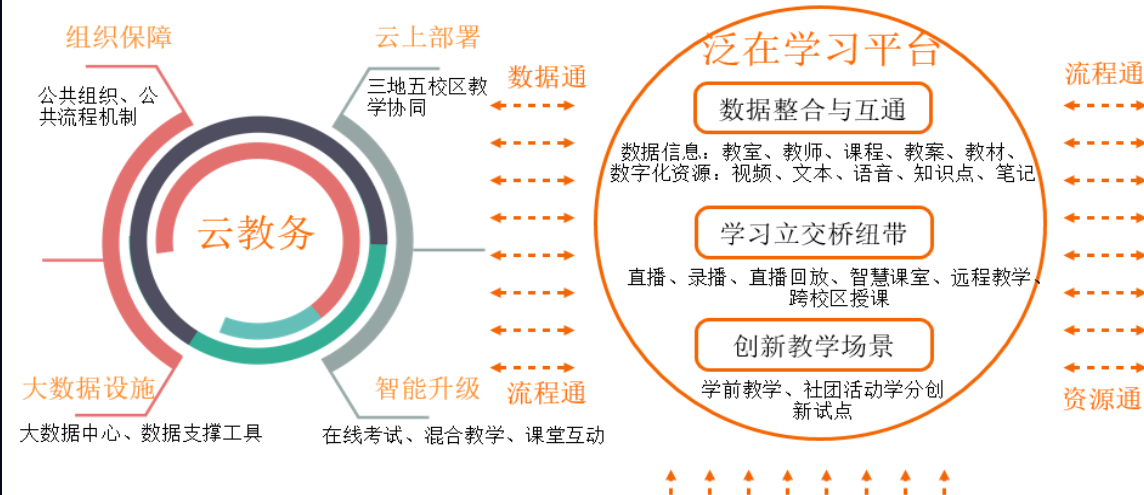 组织保障
公共组织、公
共流程机制
云上部署
三地五校区教
学协同
云教务
大数据设施
大数据中心、数据支撑工具
智能升级
在线考试、混合教学、课堂互动
数据通
流程通
泛在学习平台
数据整合与互通
数据信息：教室、教师、课程、教案、教材、
数字化资源：视频、文本、语音、知识点、笔记
学习立交桥纽带
直播、录播、直播回放、智慧课室、远程教学、
跨校区授课
创新教学场景
学前教学、社团活动学分创
新试点
流程通
资源通